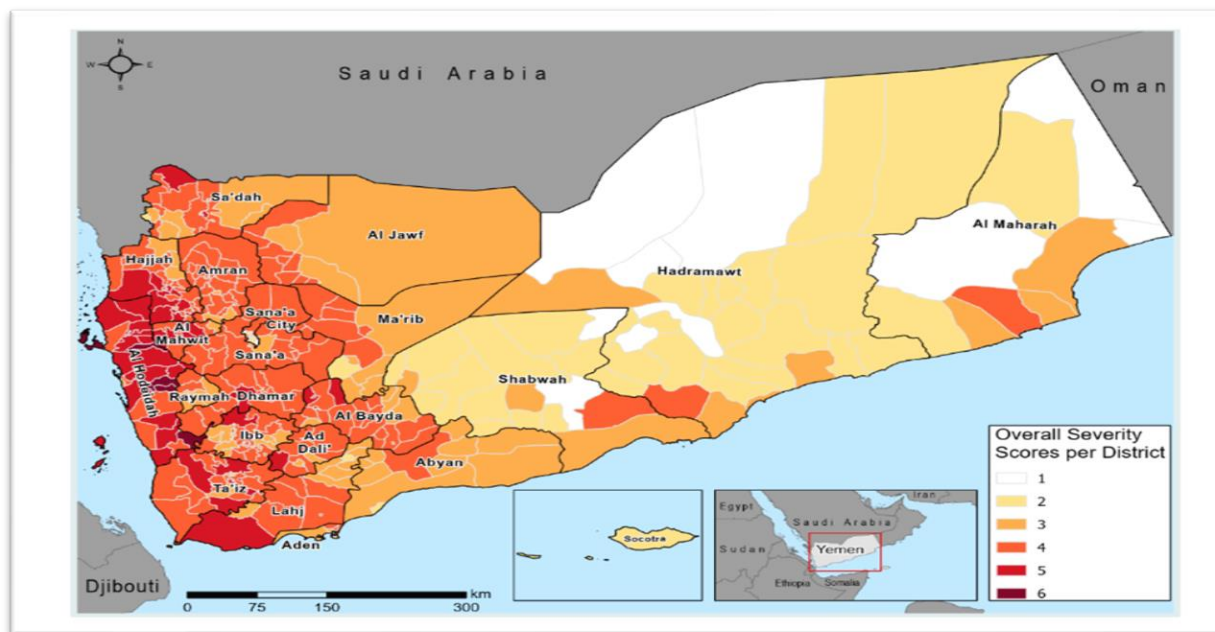 N
W E
S
Saudi Arabia
Oman
Sa'dah
Al Jawf
Al Maharah
Hajjah
Amran
Hadramawt
Sana'a
City
Ma'rib
Al
Mahwit
Sana'a
Al Hodeidah
Shabwah
Raymah
Dhamar
Al Bayda
Ibb
Ad
Dali'
Abyan
Ta'iz
Lahj
Aden
Djibouti
km
0 75 150 300
Socotra
Iran
Egypt
Saudi Arabia
Sudan
Yemen
Ethiopia
Somalia
Overall Severity
Scores per District
1
2
3
4
5
6